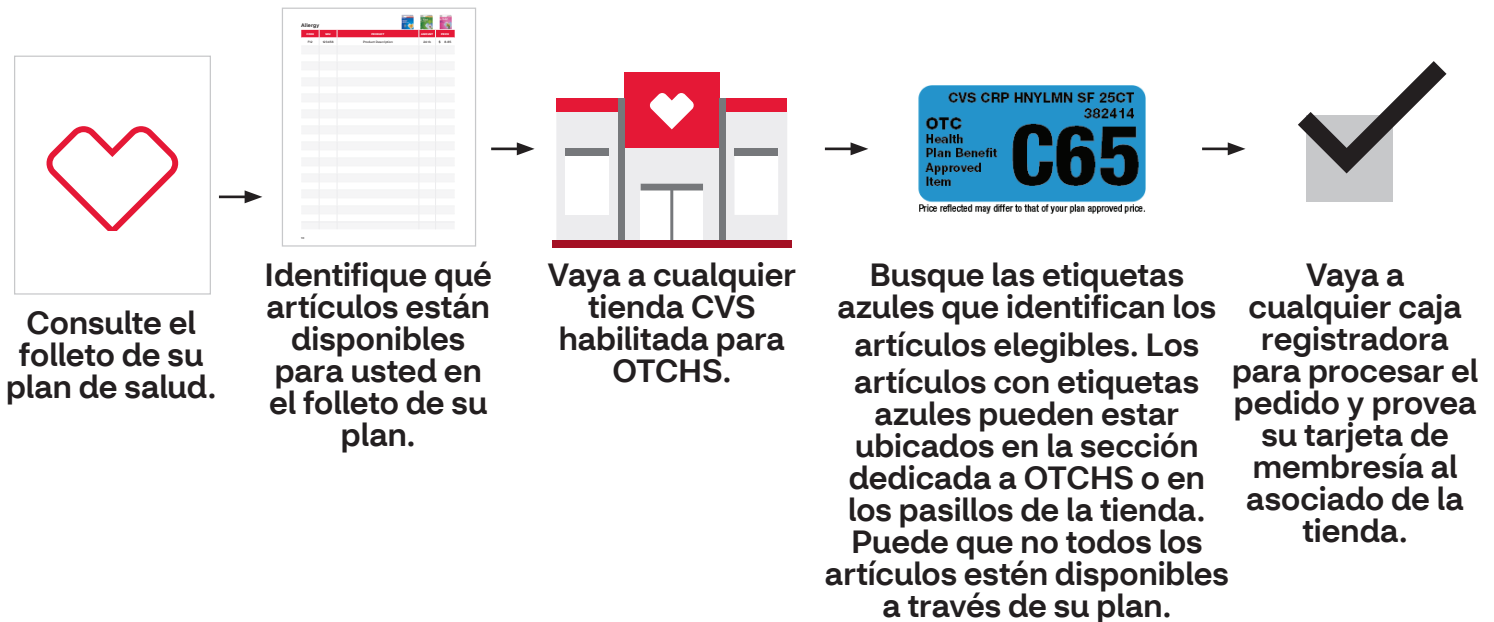 Consulte el
folleto de su
plan de salud.
Allergy
Product Description
Identifique qué
artículos están
disponibles
para usted en
el folleto de su
plan.
Vaya a cualquier
tienda CVS
habilitada para
OTCHS.
CVS CRP HNYLMN SF 25CT
382414
OTC
Health
Plan Benefit
Approved
Item
C65
Price reflected may differ to that of your plan approved price.
Busque las etiquetas
azules que identifican los
artículos elegibles. Los
artículos con etiquetas
azules pueden estar
ubicados en la sección
dedicada a OTCHS o en
los pasillos de la tienda.
Puede que no todos los
artículos estén disponibles
a través de su plan.
Vaya a
cualquier caja
registradora
para procesar el
pedido y provea
su tarjeta de
membresía al
asociado de la
tienda.